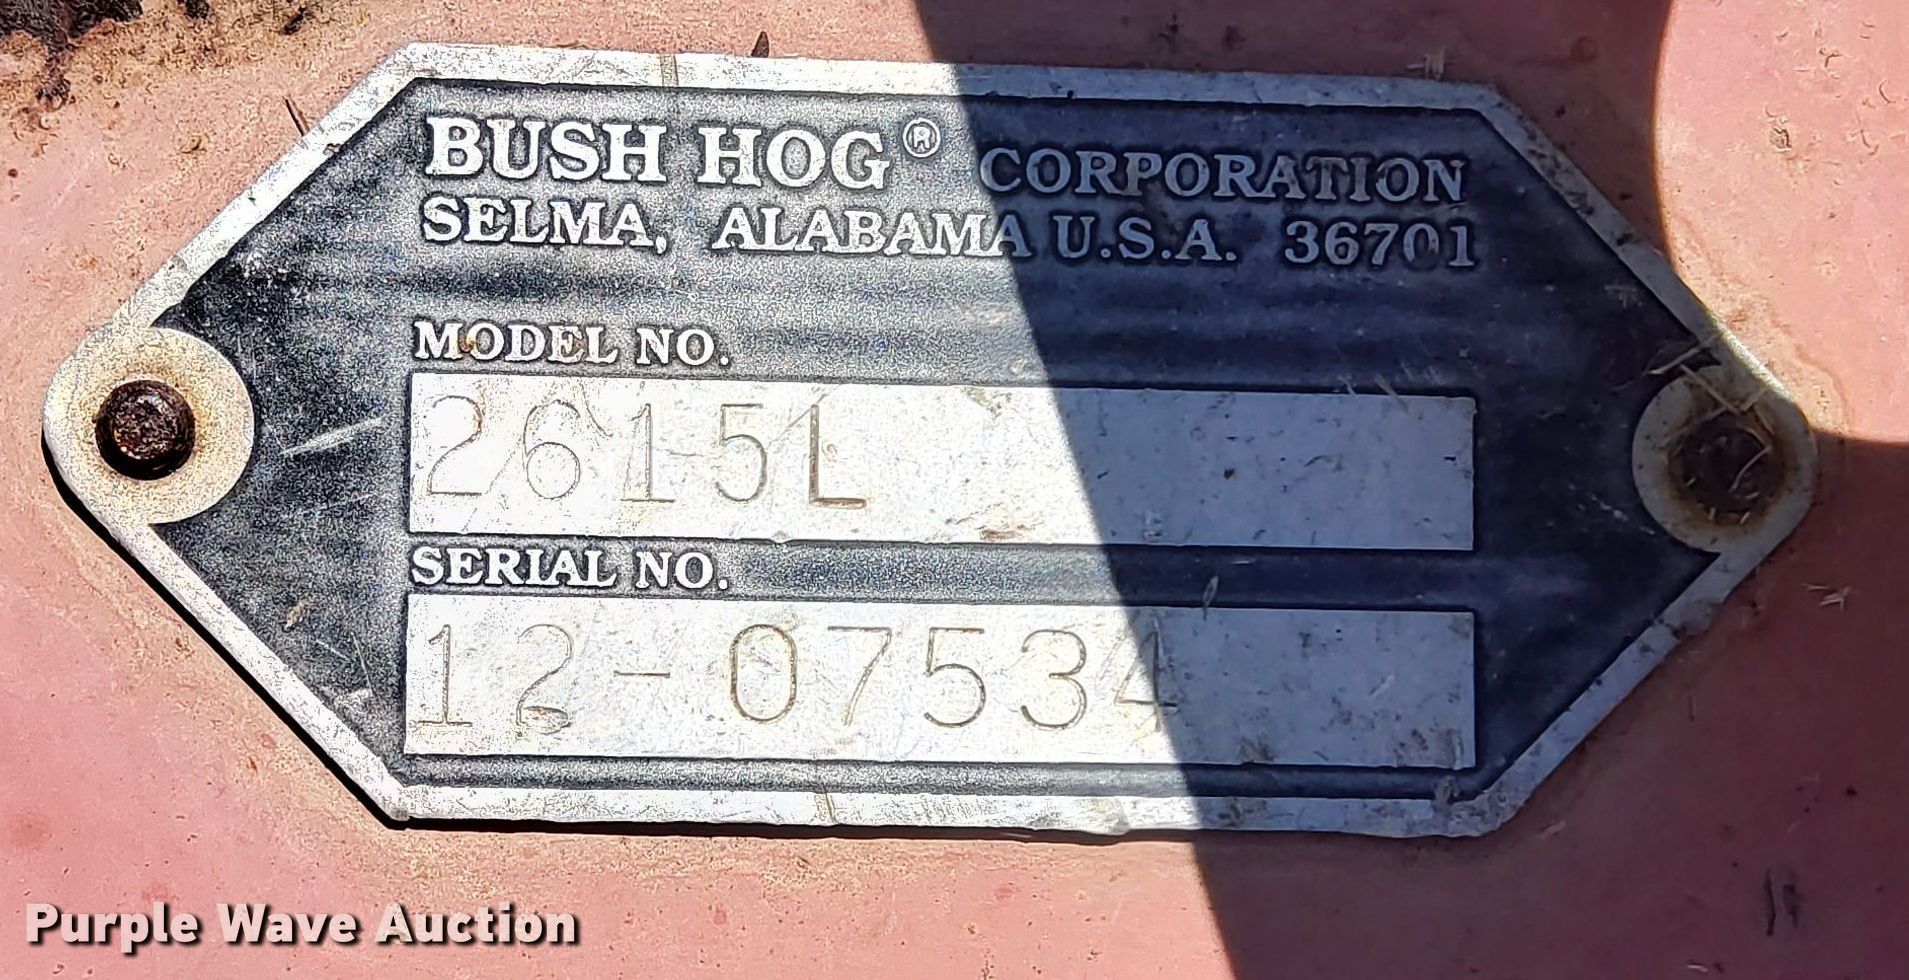 BUSH HOG® CORPORATION
SELMA, ALABAMA U.S.A. 36701
MODEL NO.
2615L
SERIAL NO.
12-07534
Purple Wave Auction